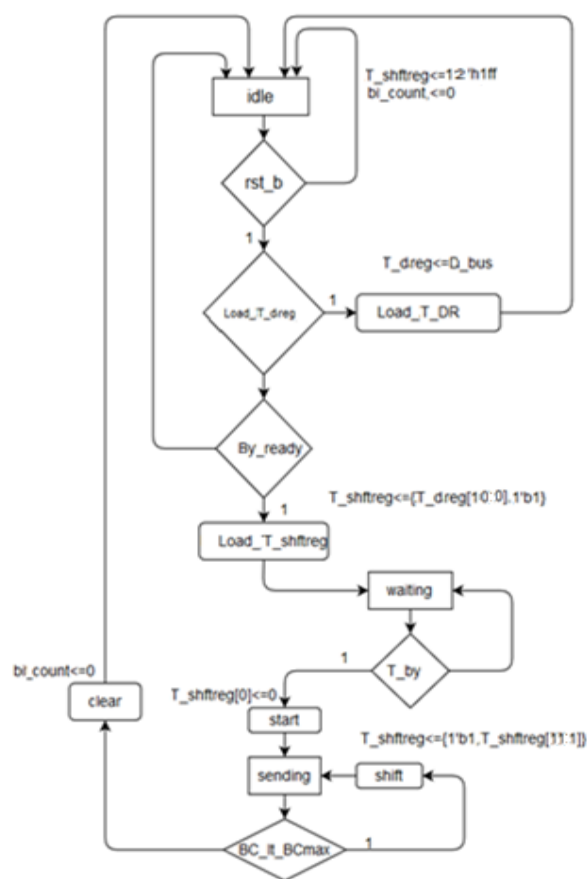 T_shftreg<=12'h1ff
bi_count,<=0
idle
rst_b
1
T_dreg<=D_bus
Load_T_dreg
1
Load_T_DR
By_ready
1
T_shftreg<={T_dreg[10:0],1'b1}
Load_T_shftreg
waiting
1
T_by
bi_count<=0
clear
T_shftreg[0]<=0
start
T_shftreg<={1'b1,T_shftreg[11:1]}
sending
shift
BC_lt_BCmax
1